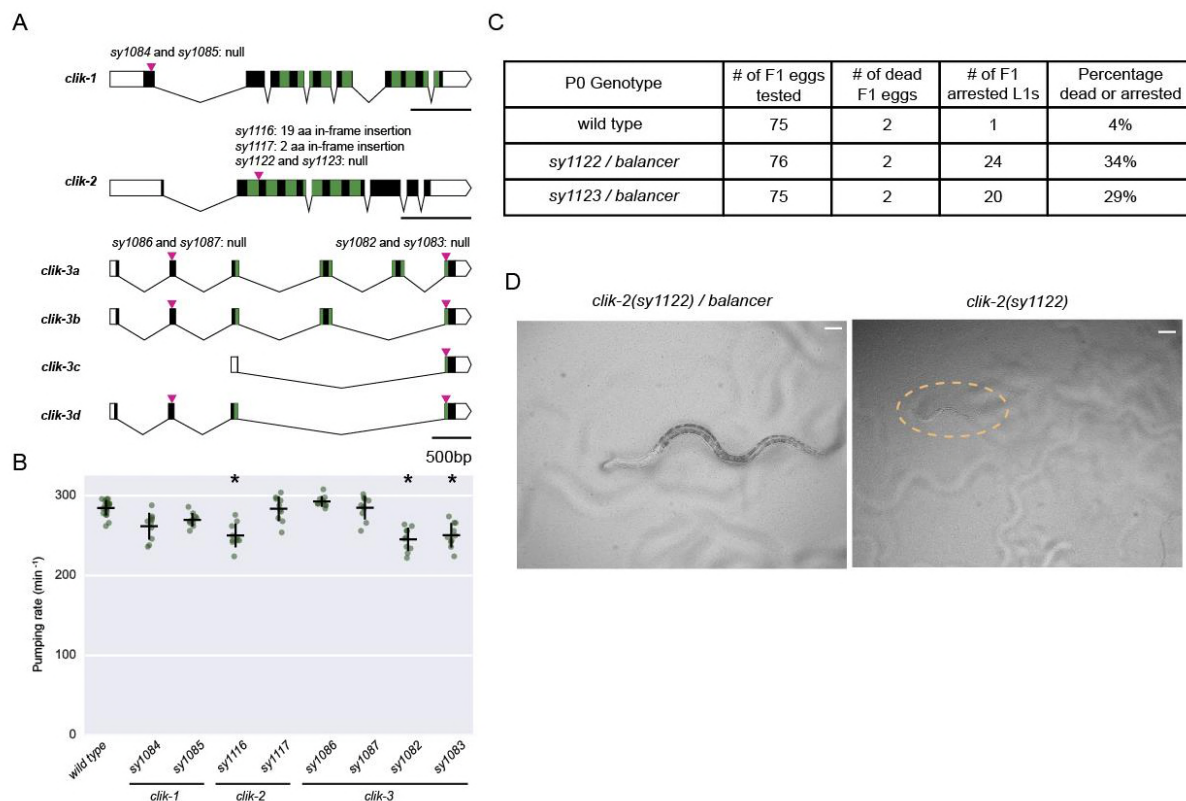 A
sy1084 and sy1085: null
clik-1
sy1116: 19 aa in-frame insertion
sy1117: 2 aa in-frame insertion
sy1122 and sy1123: null
clik-2
sy1086 and sy1087: null sy1082 and sy1083: null
clik-3a
clik-3b
clik-3c
clik-3d
500bp
B
* * *
300
200
100
0
Pumping rate (min⁻¹)
wild type sy1084 sy1085 sy1116 sy1117 sy1086 sy1087 sy1082 sy1083
clik-1 clik-2 clik-3
C
P0 Genotype # of F1 eggs tested # of dead F1 eggs # of F1 arrested L1s Percentage dead or arrested
wild type 75 2 1 4%
sy1122 / balancer 76 2 24 34%
sy1123 / balancer 75 2 20 29%
D
clik-2(sy1122) / balancer clik-2(sy1122)